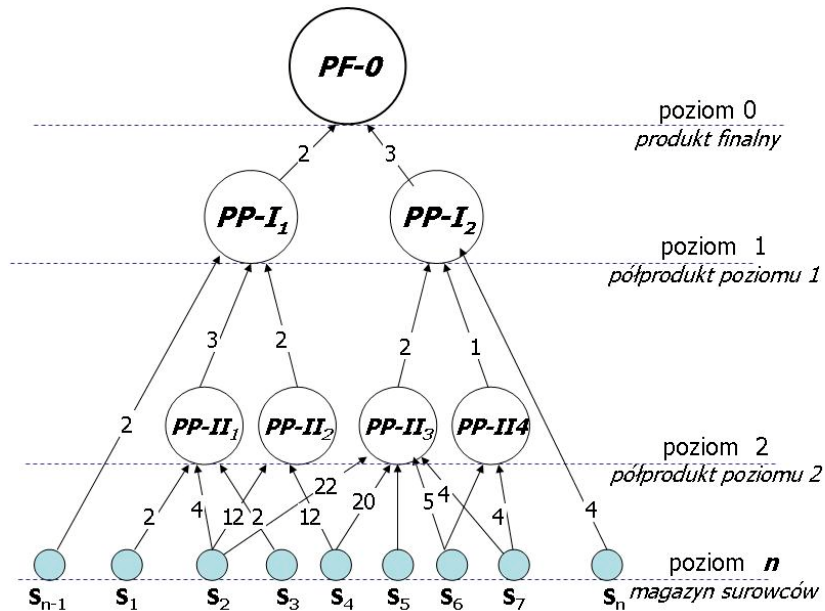 PF-0
poziom 0
produkt finalny
2 3
PP-I1 PP-I2
poziom 1
półprodukt poziomu 1
3 2 2 1
2
PP-II1 PP-II2 PP-II3 PP-II4
poziom 2
półprodukt poziomu 2
2 4 12 2 12 22 20 5 4 4 4
poziom n
Sn-1 S1 S2 S3 S4 S5 S6 S7 Sn
magazyn surowców